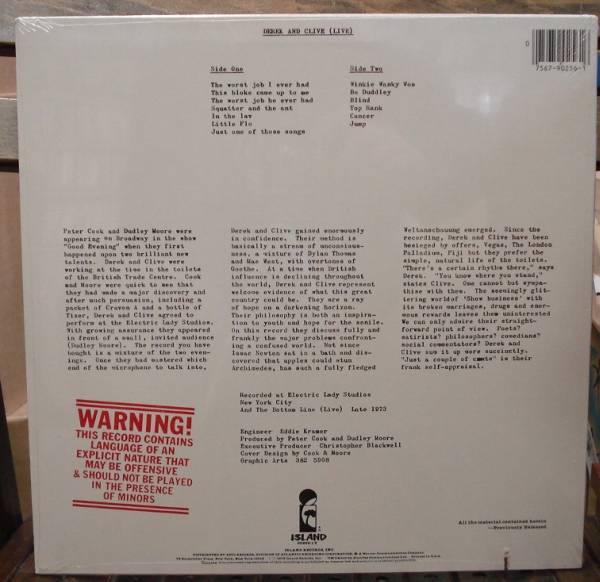 DEREK AND CLIVE (LIVE)
0
7567-90256-1
Side One
The worst job I ever had
This bloke came up to me
The worst job he ever had
Squatter and the ant
In the lav
Little Flo
Just one of those songs
Side Two
Winkie Wanky Woo
Bo Duddley
Blind
Top Rank
Cancer
Jump
Peter Cook and Dudley Moore were
appearing on Broadway in the show
"Good Evening" when they first
happened upon two brilliant new
talents. Derek and Clive were
working at the time in the toilets
of the British Trade Centre. Cook
and Moore were quick to see that
they had made a major discovery and
after much persuasion, including a
packet of Craven A and a bottle of
Tizer, Derek and Clive agreed to
perform at the Electric Lady Studios.
With growing assurance they appeared
in front of a small, invited audience
(Dudley Moore). The record you have
bought is a mixture of the two even-
ings. Once they had mastered which
end of the microphone to talk into,
Derek and Clive gained enormously
in confidence. Their method is
basically a stream of unconscious-
ness, a mixture of Dylan Thomas
and Mae West, with overtones of
Goethe. At a time when British
influence is declining throughout
the world, Derek and Clive represent
welcome evidence of what this great
country could be. They are a ray
of hope on a darkening horizon.
Their philosophy is both an inspira-
tion to youth and hope for the senile.
On this record they discuss fully and
frankly the major problems confront-
ing a confused world. Not since
Isaac Newton sat in a bath and dis-
covered that apples could stun
Archimedes, has such a fully fledged
Weltanschauung emerged. Since the
recording, Derek and Clive have been
besieged by offers, Vegas, The London
Palladium, Fiji but they prefer the
simple, natural life of the toilets.
"There's a certain rhythm there," says
Derek. "You know where you stand,"
states Clive. One cannot but sympa-
thise with them. The seemingly glit-
tering world of 'Show business' with
its broken marriages, drugs and enor-
mous rewards leaves them uninterested
We can only admire their straight-
forward point of view. Poets?
satirists? philosophers? comedians?
social commentators? Derek and
Clive sum it up more succinctly.
"Just a couple of cunts" is their
frank self-appraisal.
Recorded at Electric Lady Studios
New York City
And The Bottom Line (Live) Late 1973
Engineer Eddie Kramer
Produced by Peter Cook and Dudley Moore
Executive Producer Christopher Blackwell
Cover Design by Cook & Moore
Graphic Arts 382 5908
WARNING!
THIS RECORD CONTAINS
LANGUAGE OF AN
EXPLICIT NATURE THAT
MAY BE OFFENSIVE
& SHOULD NOT BE PLAYED
IN THE PRESENCE
OF MINORS
ISLAND
ISLAND RECORDS, INC.
All the material contained herein
—Previously Released